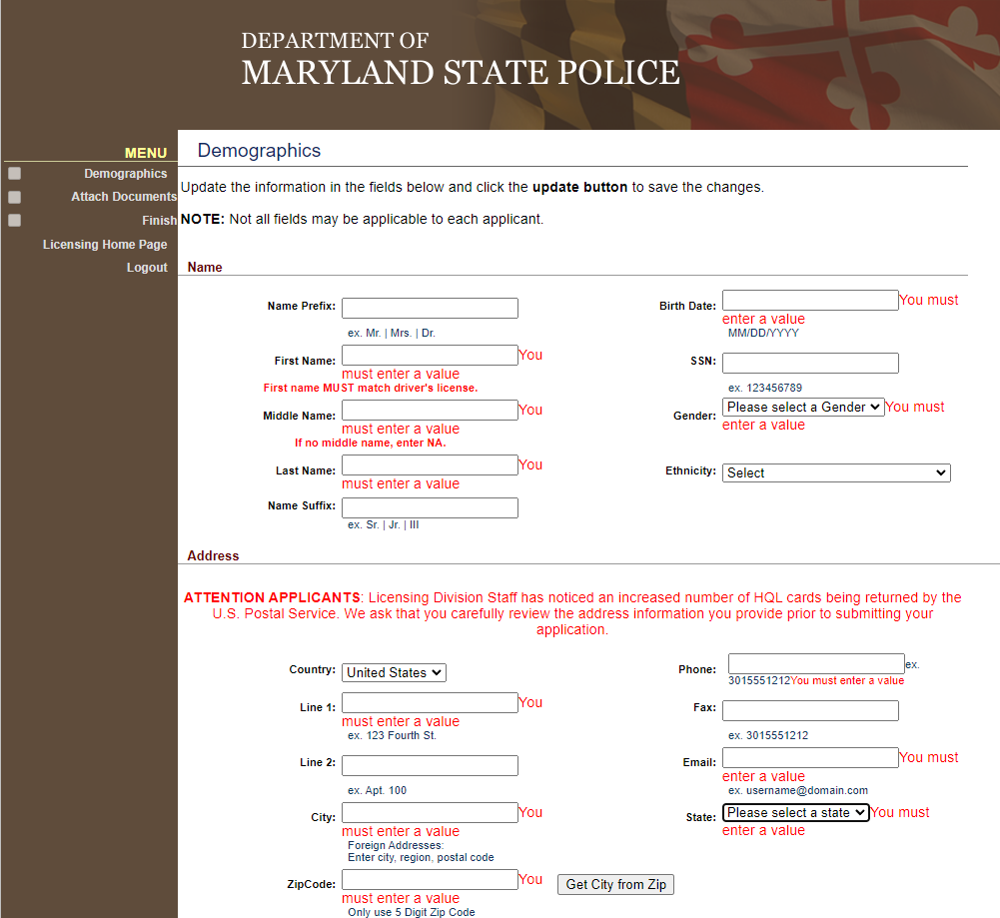 DEPARTMENT OF
MARYLAND STATE POLICE
MENU
Demographics
Attach Documents
Finish
Licensing Home Page
Logout
Demographics
Update the information in the fields below and click the update button to save the changes.
NOTE: Not all fields may be applicable to each applicant.
Name
Name Prefix:
ex. Mr. | Mrs. | Dr.
First Name: You
must enter a value
First name MUST match driver's license.
Middle Name: You
must enter a value
If no middle name, enter NA.
Last Name: You
must enter a value
Name Suffix:
ex. Sr. | Jr. | III
Birth Date: You must
enter a value
MM/DD/YYYY
SSN:
ex. 123456789
Gender: Please select a Gender You must
enter a value
Ethnicity: Select
Address
ATTENTION APPLICANTS: Licensing Division Staff has noticed an increased number of HQL cards being returned by the
U.S. Postal Service. We ask that you carefully review the address information you provide prior to submitting your
application.
Country: United States
Line 1: You
must enter a value
ex. 123 Fourth St.
Line 2:
ex. Apt. 100
City: You
must enter a value
Foreign Addresses:
Enter city, region, postal code
ZipCode: You
must enter a value
Only use 5 Digit Zip Code
Get City from Zip
Phone: ex.
3015551212You must enter a value
Fax:
ex. 3015551212
Email: You must
enter a value
ex. username@domain.com
State: Please select a state You must
enter a value